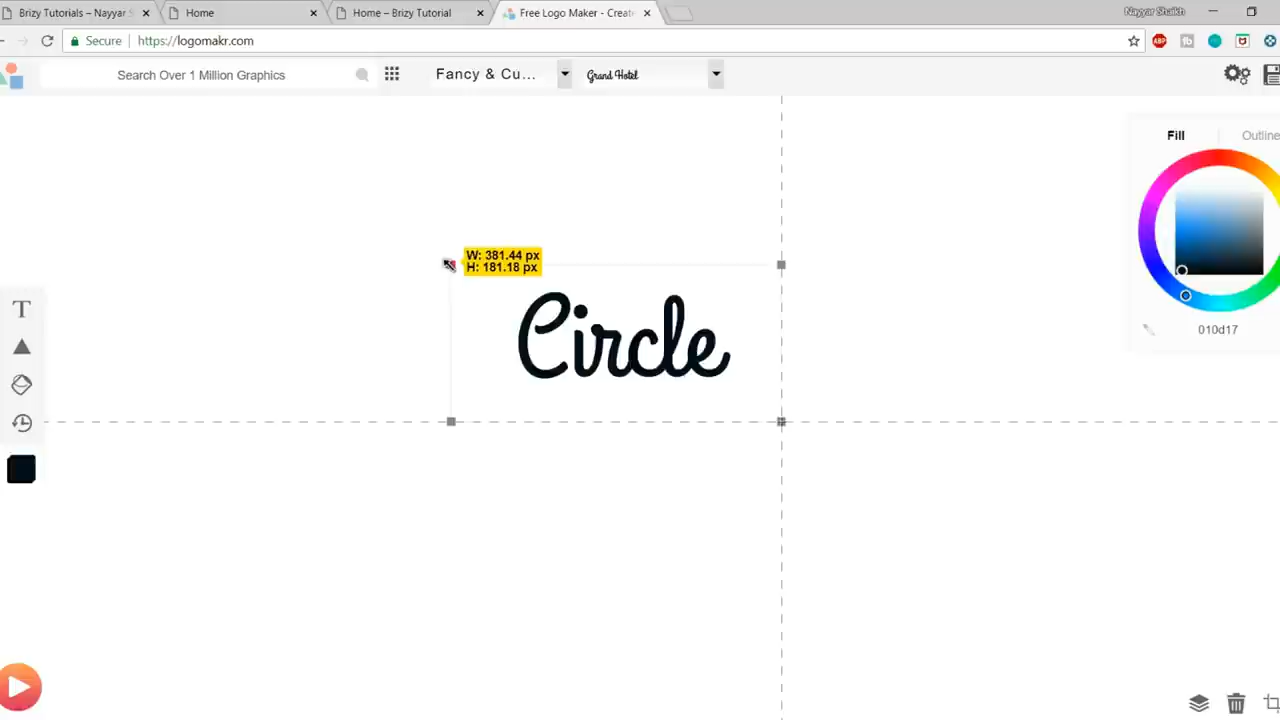 Brizy Tutorials – Nayyar S
Home
Home – Brizy Tutorial
Free Logo Maker - Create
Nayyar Shaikh
Secure
https://logomakr.com
ABP
Search Over 1 Million Graphics
Fancy & Cu...
Grand Hotel
Fill
Outline
W: 381.44 px
H: 181.18 px
Circle
T
010d17